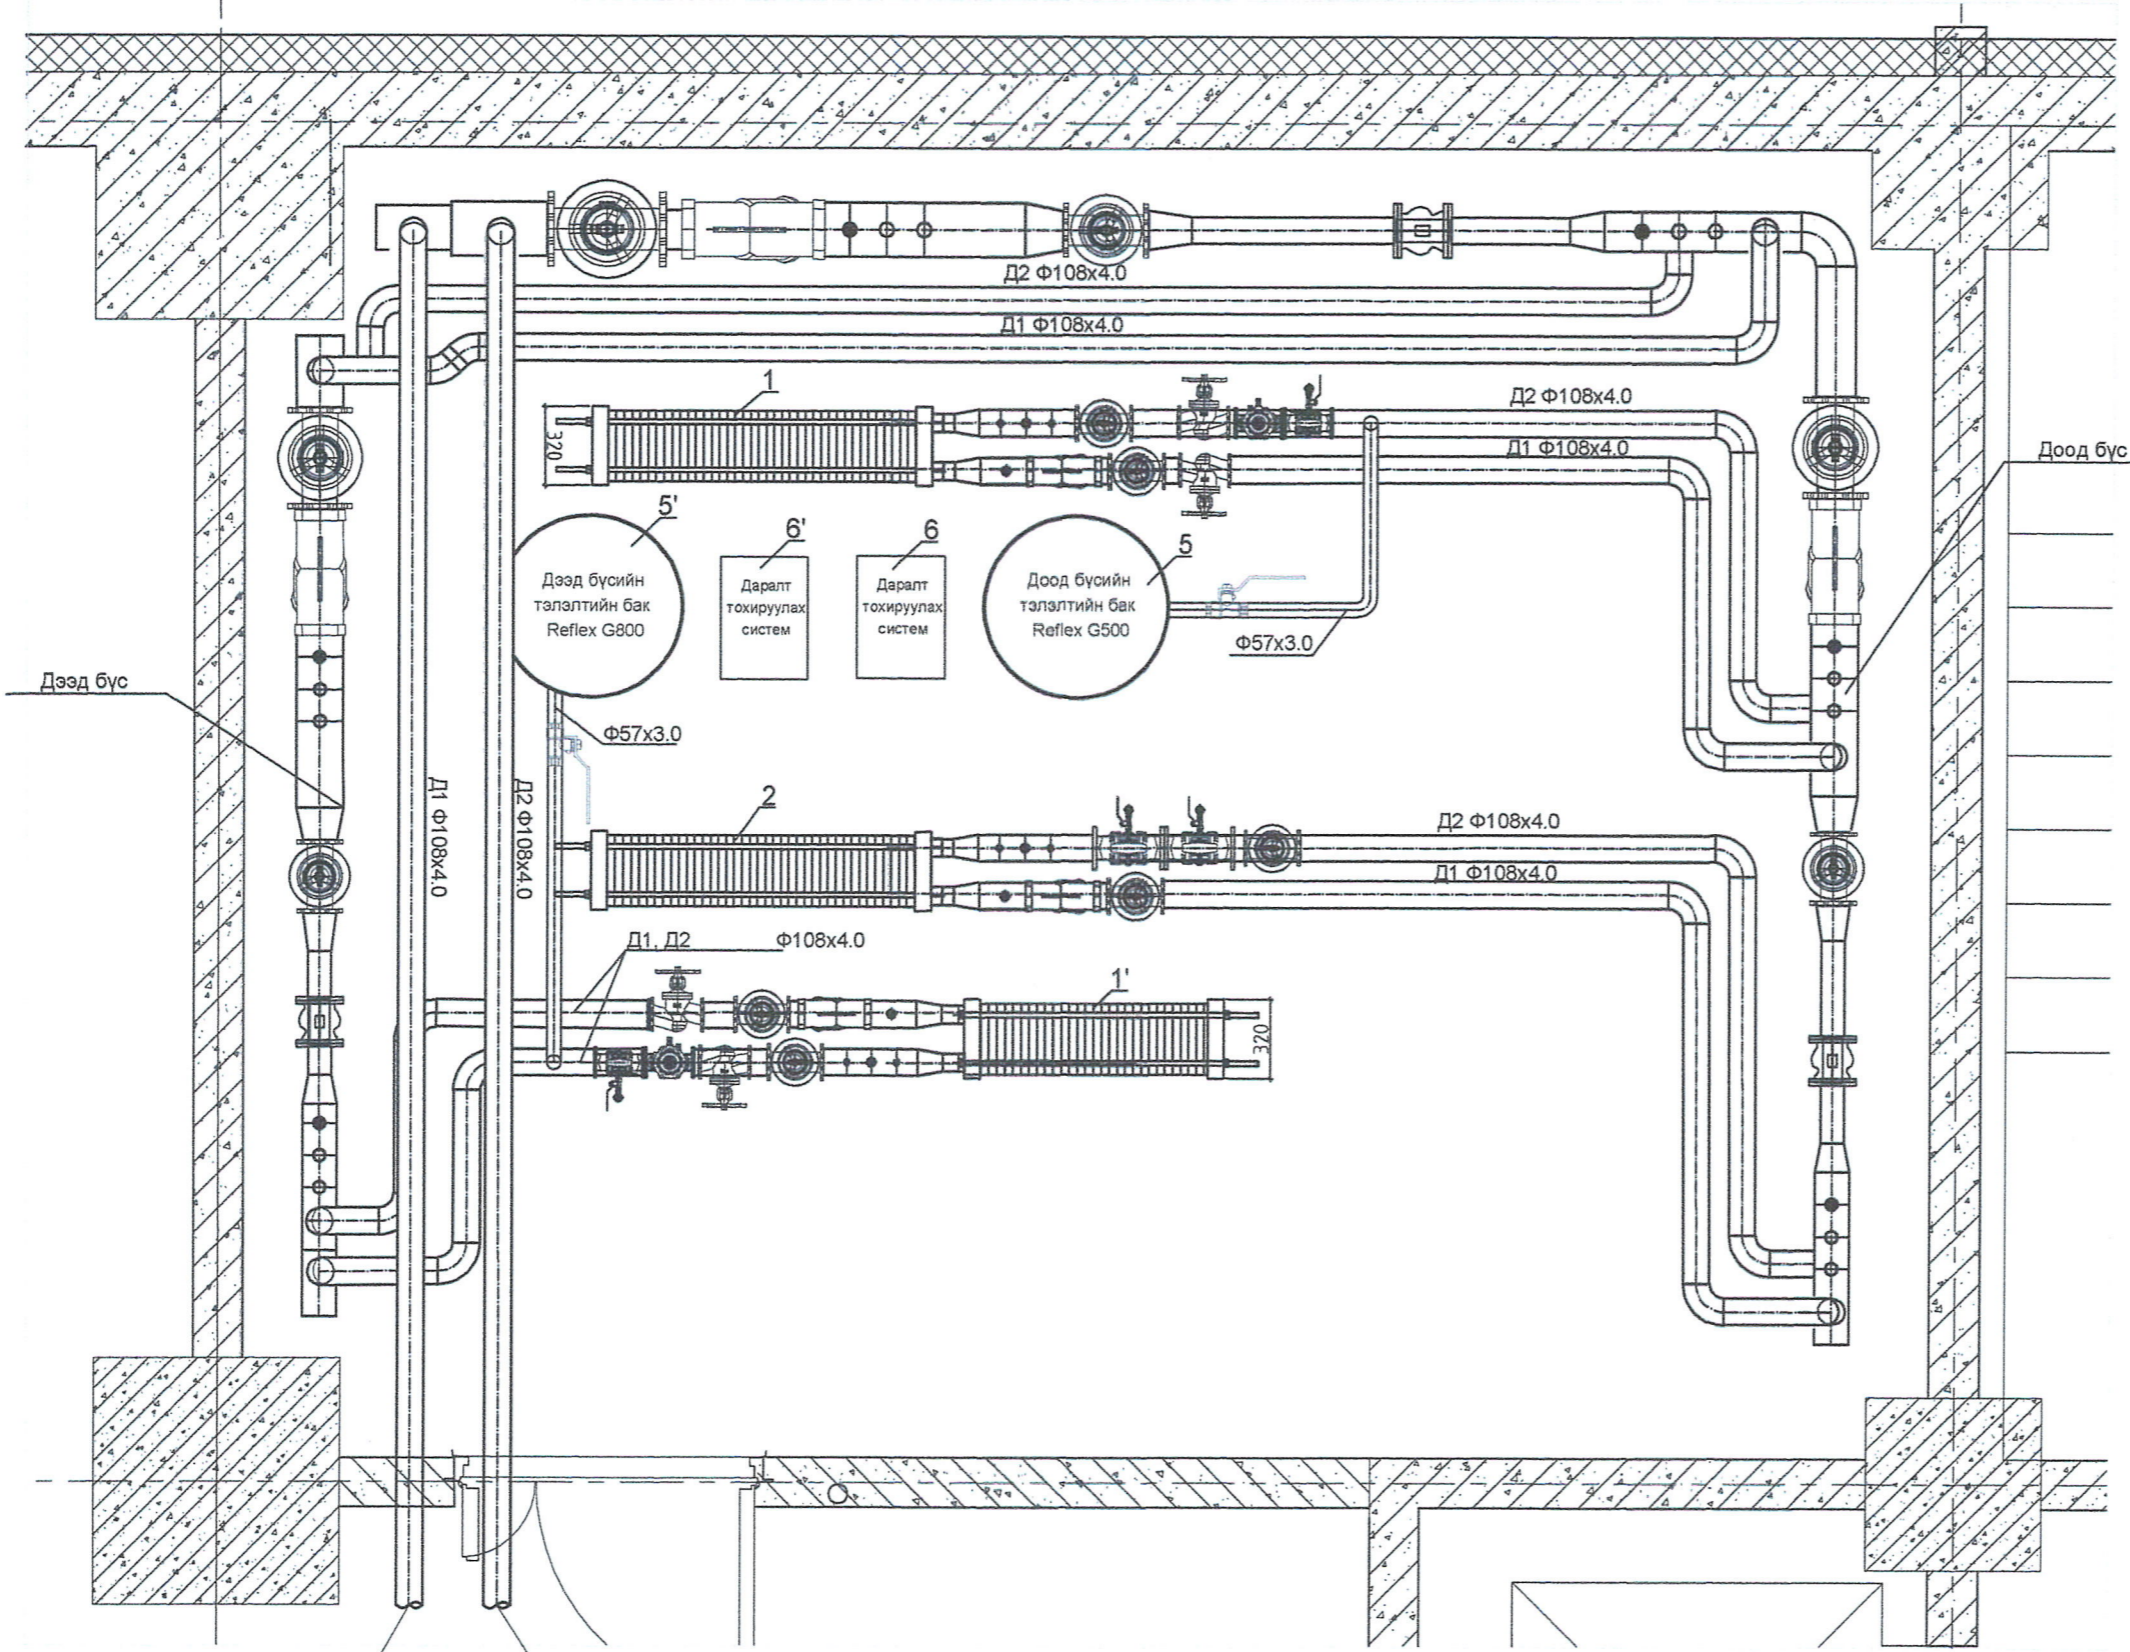 Д2 Ф108х4.0
Д1 Ф108х4.0
1
Д2 Ф108х4.0
Д1 Ф108х4.0
320
Доод бүс
5'
6'
6
5
Дээд бүсийн
тэлэлтийн бак
Reflex G800
Даралт
тохируулах
систем
Даралт
тохируулах
систем
Доод бүсийн
тэлэлтийн бак
Reflex G500
Ф57х3.0
Дээд бүс
Ф57х3.0
Д1 Ф108х4.0
Д2 Ф108х4.0
2
Д2 Ф108х4.0
Д1 Ф108х4.0
Д1, Д2 Ф108х4.0
1'
320